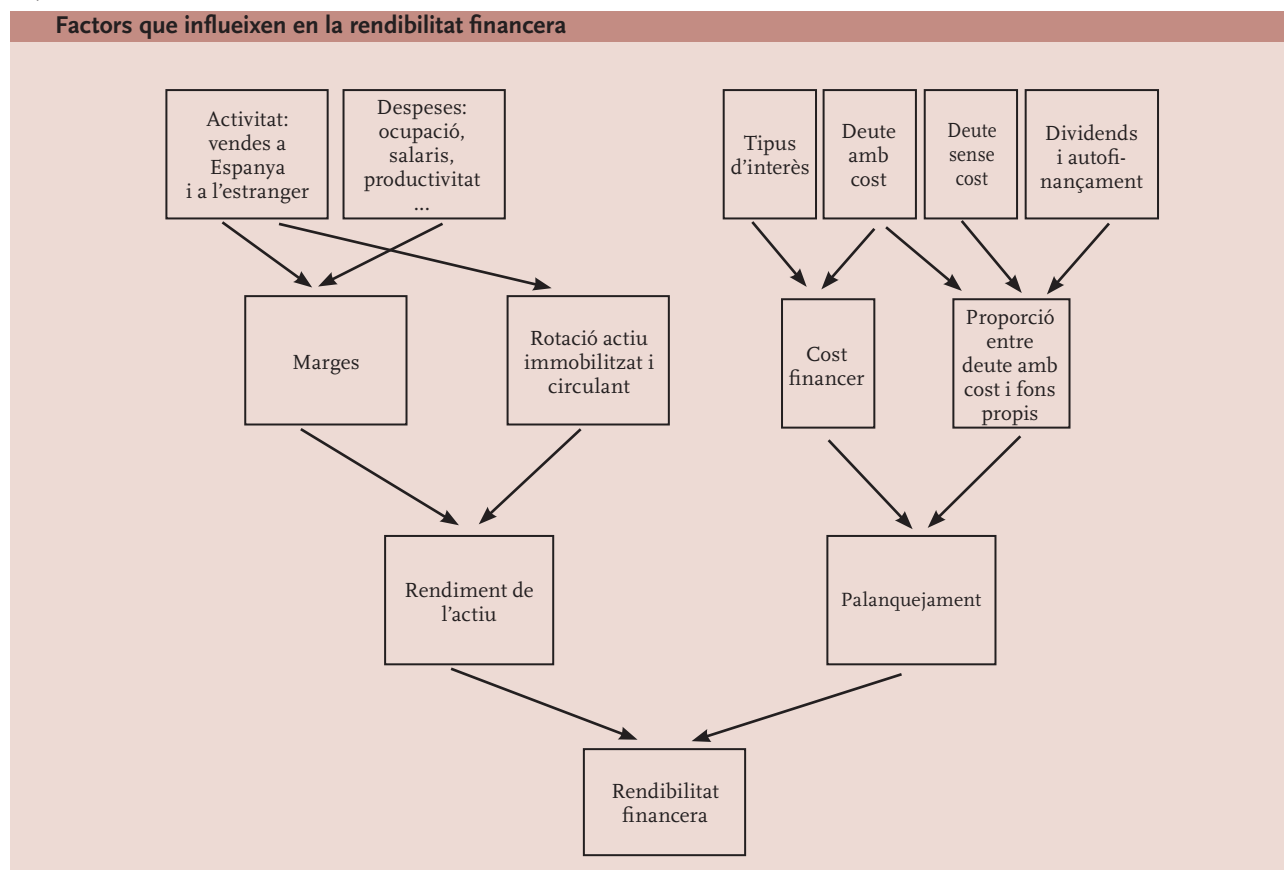 Factors que influeixen en la rendibilitat financera
Activitat:
vendes a
Espanya
i a l'estranger
Despeses:
ocupació,
salaris,
productivitat
...
Tipus
d'interès
Deute
amb
cost
Deute
sense
cost
Dividends
i autofi-
nançament
Marges
Rotació actiu
immobilitzat i
circulant
Cost
financer
Proporció
entre
deute amb
cost i fons
propis
Rendiment de
l'actiu
Palanquejament
Rendibilitat
financera